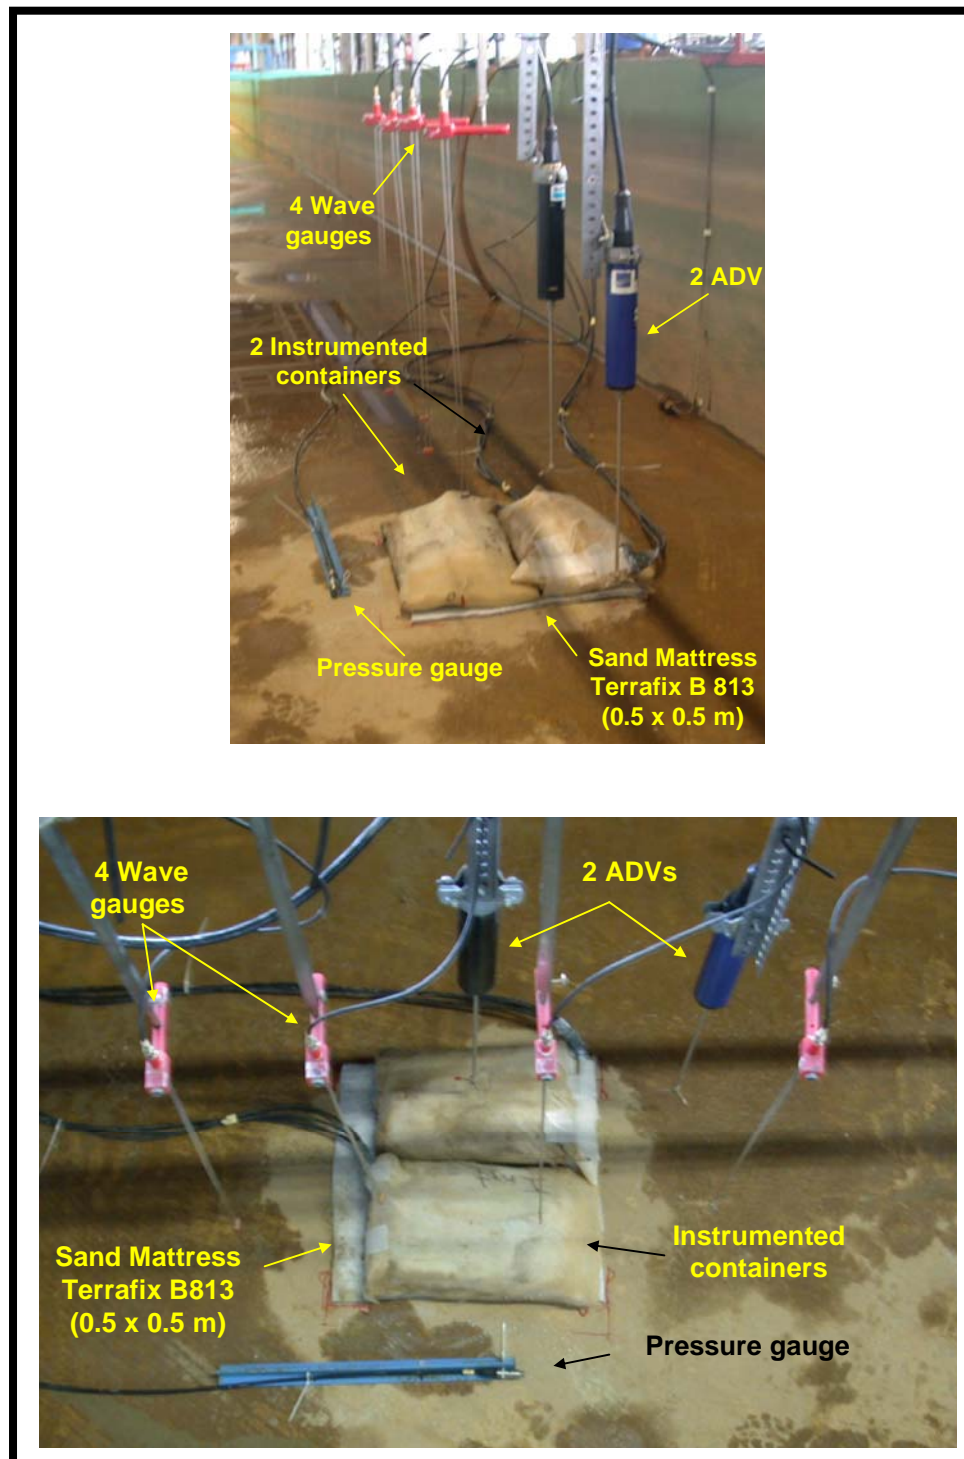 4 Wave
gauges
2 ADV
2 Instrumented
containers
Pressure gauge
Sand Mattress
Terrafix B 813
(0.5 x 0.5 m)
4 Wave
gauges
2 ADVs
Sand Mattress
Terrafix B813
(0.5 x 0.5 m)
Instrumented
containers
Pressure gauge